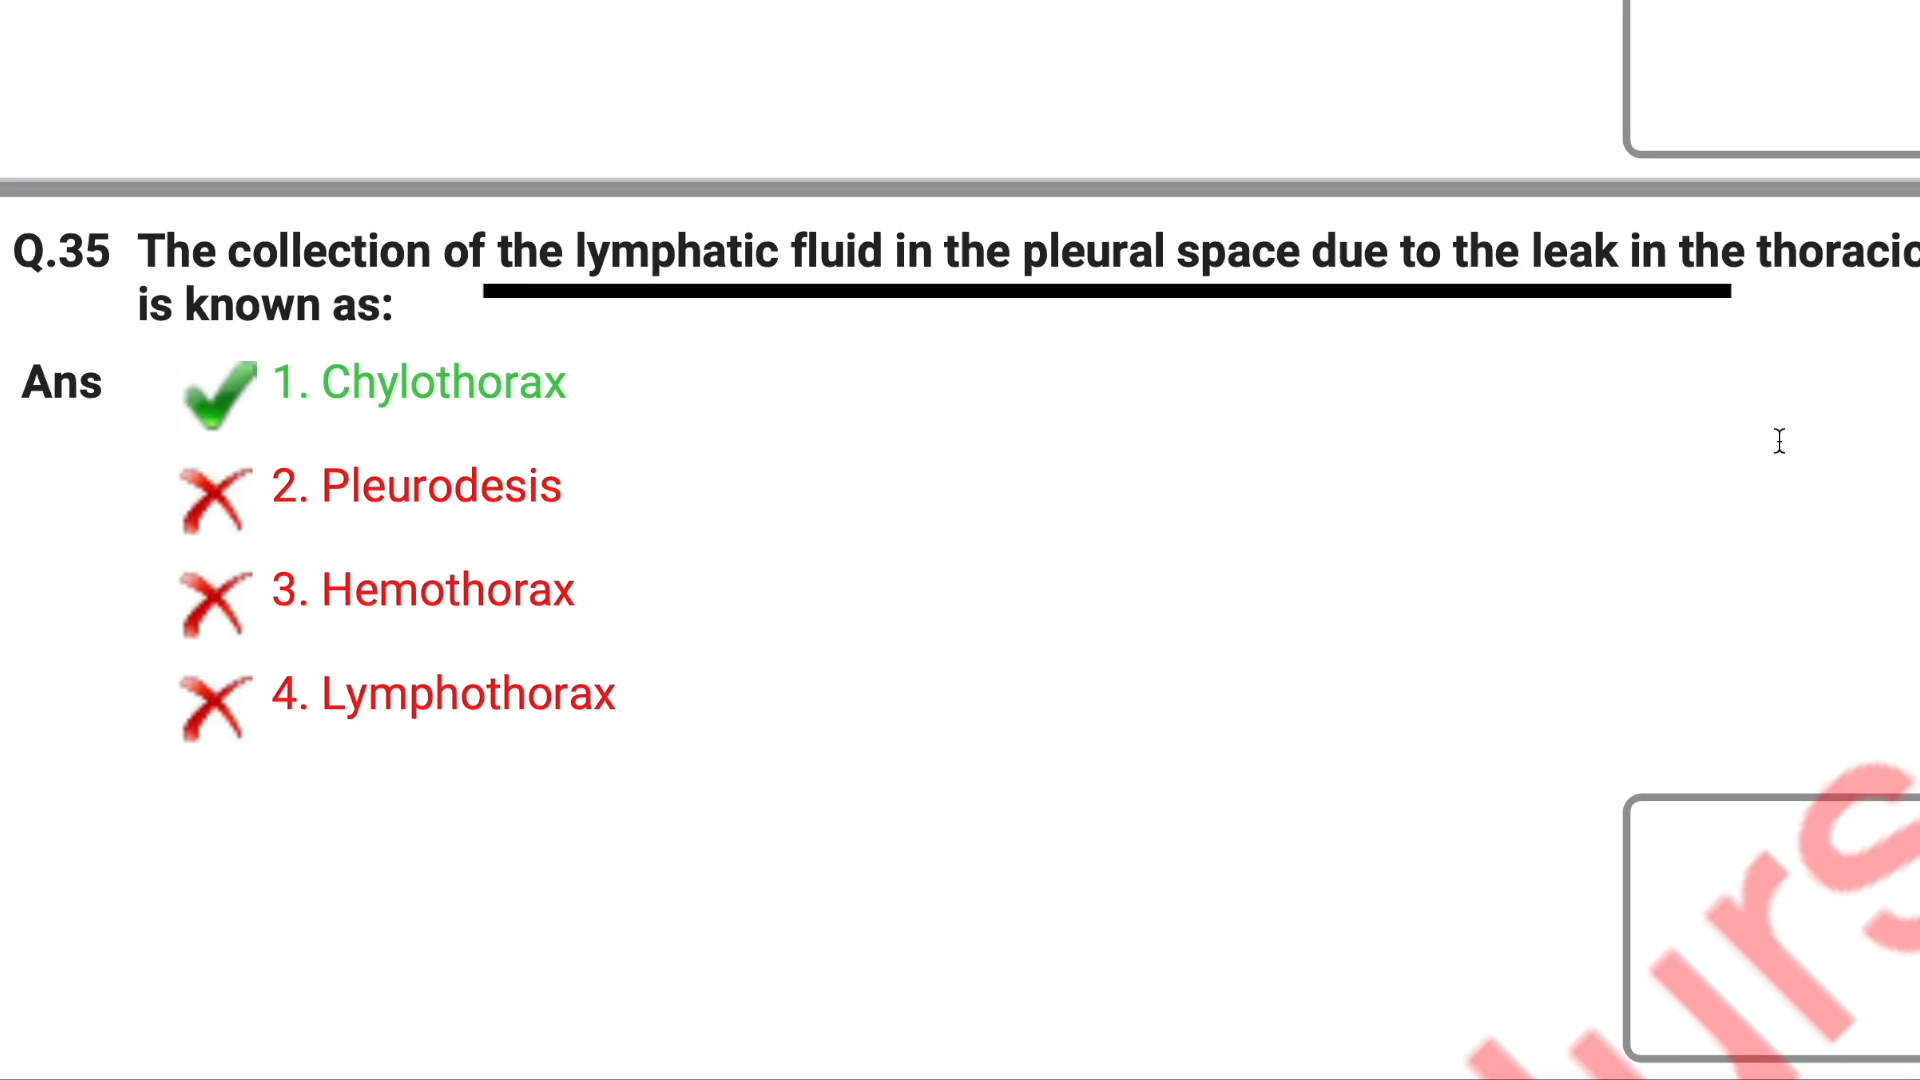 Q.35 The collection of the lymphatic fluid in the pleural space due to the leak in the thoracic
is known as:
Ans 1. Chylothorax
2. Pleurodesis
3. Hemothorax
4. Lymphothorax
urs